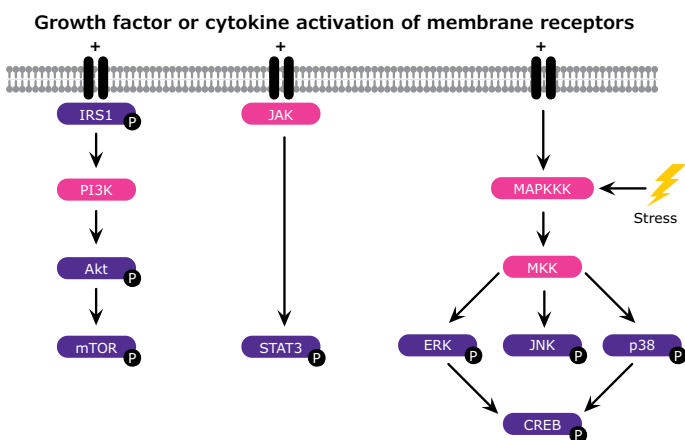 Growth factor or cytokine activation of membrane receptors
+ + +
IRS1 P JAK
PI3K MAPKKK
Stress
Akt P MKK
mTOR P STAT3 P ERK P JNK P p38 P
CREB P